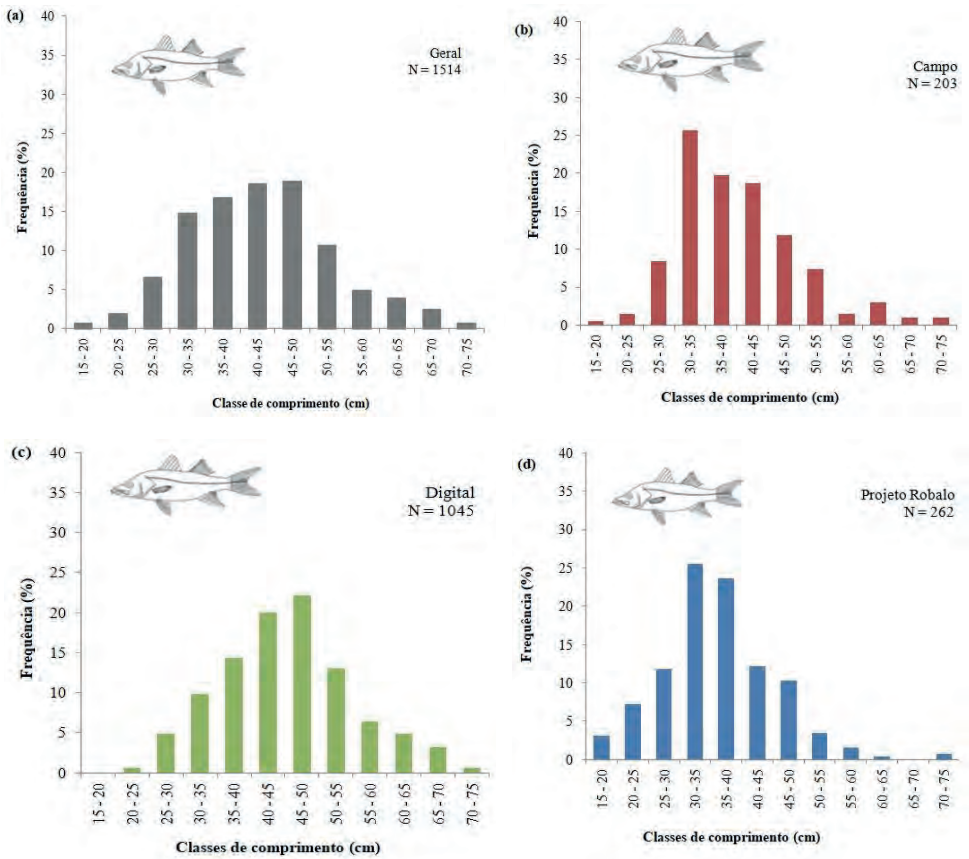 (a)
Geral
N = 1514
Frequência (%)
40
35
30
25
20
15
10
5
0
15 - 20
20 - 25
25 - 30
30 - 35
35 - 40
40 - 45
45 - 50
50 - 55
55 - 60
60 - 65
65 - 70
70 - 75
Classe de comprimento (cm)
(b)
Campo
N = 203
Frequência (%)
40
35
30
25
20
15
10
5
0
15 - 20
20 - 25
25 - 30
30 - 35
35 - 40
40 - 45
45 - 50
50 - 55
55 - 60
60 - 65
65 - 70
70 - 75
Classes de comprimento (cm)
(c)
Digital
N = 1045
Frequência (%)
40
35
30
25
20
15
10
5
0
15 - 20
20 - 25
25 - 30
30 - 35
35 - 40
40 - 45
45 - 50
50 - 55
55 - 60
60 - 65
65 - 70
70 - 75
Classes de comprimento (cm)
(d)
Projeto Robalo
N = 262
Frequência (%)
40
35
30
25
20
15
10
5
0
15 - 20
20 - 25
25 - 30
30 - 35
35 - 40
40 - 45
45 - 50
50 - 55
55 - 60
60 - 65
65 - 70
70 - 75
Classes de comprimento (cm)